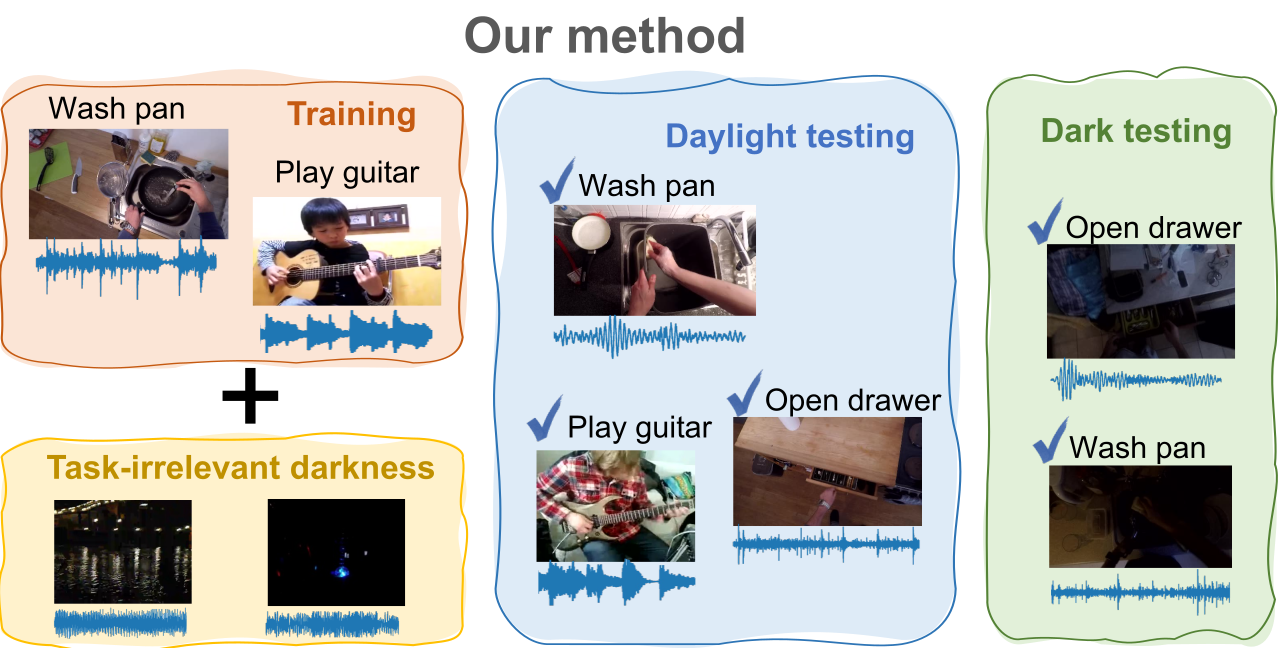 Our method
Training
Wash pan
Play guitar
+
Task-irrelevant darkness
Daylight testing
Wash pan
Play guitar
Open drawer
Dark testing
Open drawer
Wash pan